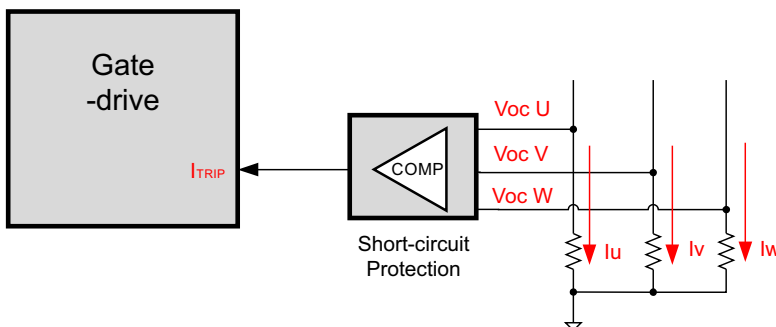 Gate
-drive
ITRIP
COMP
Short-circuit
Protection
Voc U
Voc V
Voc W
Iu
Iv
Iw